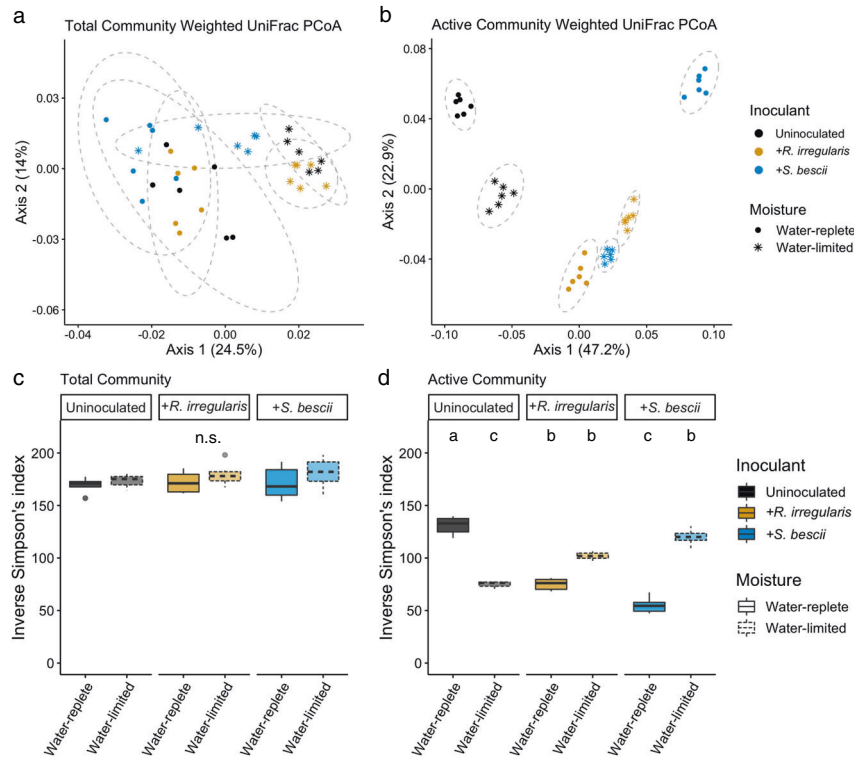 a
Total Community Weighted UniFrac PCoA
0.03
0.00
-0.03
-0.06
Axis 2 (14%)
-0.04
-0.02
0.00
0.02
Axis 1 (24.5%)
b
Active Community Weighted UniFrac PCoA
0.08
0.04
0.00
-0.04
Axis 2 (22.9%)
-0.10
-0.05
0.00
0.05
0.10
Axis 1 (47.2%)
Inoculant
Uninoculated
+R. irregularis
+S. bescii
Moisture
Water-replete
Water-limited
c
Total Community
Uninoculated
+R. irregularis
+S. bescii
n.s.
200
150
100
50
0
Inverse Simpson's index
Water-replete
Water-limited
Water-replete
Water-limited
Water-replete
Water-limited
d
Active Community
Uninoculated
+R. irregularis
+S. bescii
a
c
b
b
c
b
200
150
100
50
0
Inverse Simpson's index
Water-replete
Water-limited
Water-replete
Water-limited
Water-replete
Water-limited
Inoculant
Uninoculated
+R. irregularis
+S. bescii
Moisture
Water-replete
Water-limited